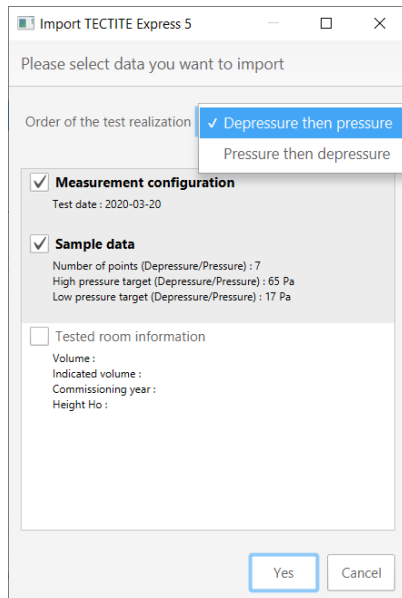 Import TECTITE Express 5
Please select data you want to import
Order of the test realization
✓ Depressure then pressure
Pressure then depressure
Measurement configuration
Test date : 2020-03-20
Sample data
Number of points (Depressure/Pressure) : 7
High pressure target (Depressure/Pressure) : 65 Pa
Low pressure target (Depressure/Pressure) : 17 Pa
Tested room information
Volume :
Indicated volume :
Commissioning year :
Height Ho :
Yes
Cancel